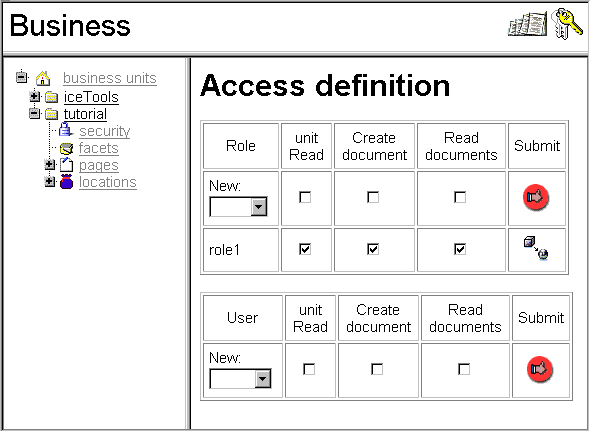 Business
business units
iceTools
tutorial
security
facets
pages
locations
Access definition
Role
unit
Read
Create
document
Read
documents
Submit
New:
role1
User
unit
Read
Create
document
Read
documents
Submit
New: